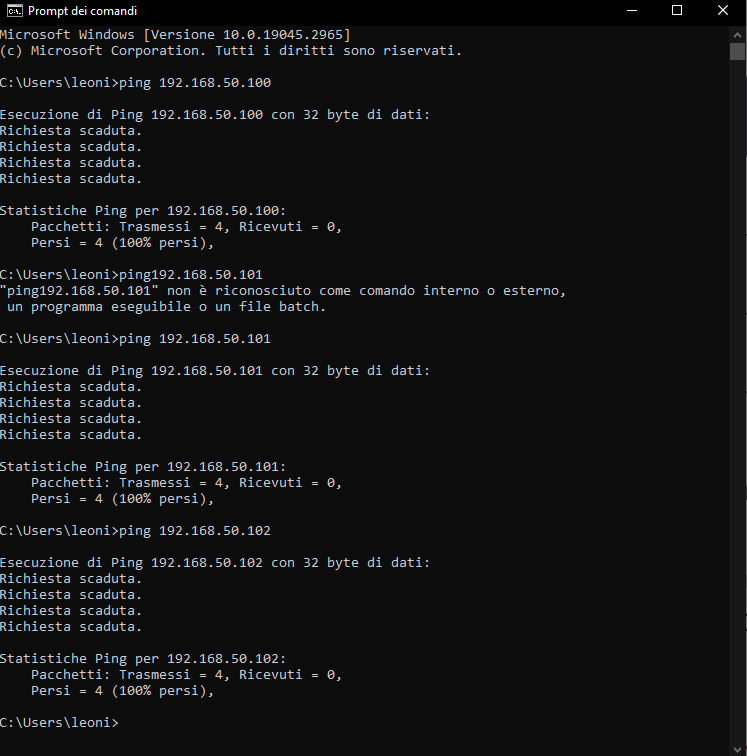 Prompt dei comandi
Microsoft Windows [Versione 10.0.19045.2965]
(c) Microsoft Corporation. Tutti i diritti sono riservati.
C:\Users\leoni>ping 192.168.50.100
Esecuzione di Ping 192.168.50.100 con 32 byte di dati:
Richiesta scaduta.
Richiesta scaduta.
Richiesta scaduta.
Richiesta scaduta.
Statistiche Ping per 192.168.50.100:
    Pacchetti: Trasmessi = 4, Ricevuti = 0,
    Persi = 4 (100% persi),
C:\Users\leoni>ping192.168.50.101
"ping192.168.50.101" non è riconosciuto come comando interno o esterno,
 un programma eseguibile o un file batch.
C:\Users\leoni>ping 192.168.50.101
Esecuzione di Ping 192.168.50.101 con 32 byte di dati:
Richiesta scaduta.
Richiesta scaduta.
Richiesta scaduta.
Richiesta scaduta.
Statistiche Ping per 192.168.50.101:
    Pacchetti: Trasmessi = 4, Ricevuti = 0,
    Persi = 4 (100% persi),
C:\Users\leoni>ping 192.168.50.102
Esecuzione di Ping 192.168.50.102 con 32 byte di dati:
Richiesta scaduta.
Richiesta scaduta.
Richiesta scaduta.
Richiesta scaduta.
Statistiche Ping per 192.168.50.102:
    Pacchetti: Trasmessi = 4, Ricevuti = 0,
    Persi = 4 (100% persi),
C:\Users\leoni>